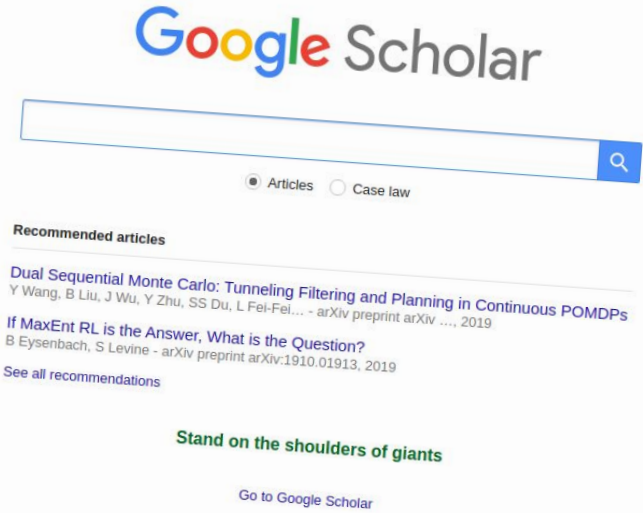 Google Scholar
Articles Case law
Recommended articles
Dual Sequential Monte Carlo: Tunneling Filtering and Planning in Continuous POMDPs
Y Wang, B Liu, J Wu, Y Zhu, SS Du, L Fei-Fei… - arXiv preprint arXiv …, 2019
If MaxEnt RL is the Answer, What is the Question?
B Eysenbach, S Levine - arXiv preprint arXiv:1910.01913, 2019
See all recommendations
Stand on the shoulders of giants
Go to Google Scholar